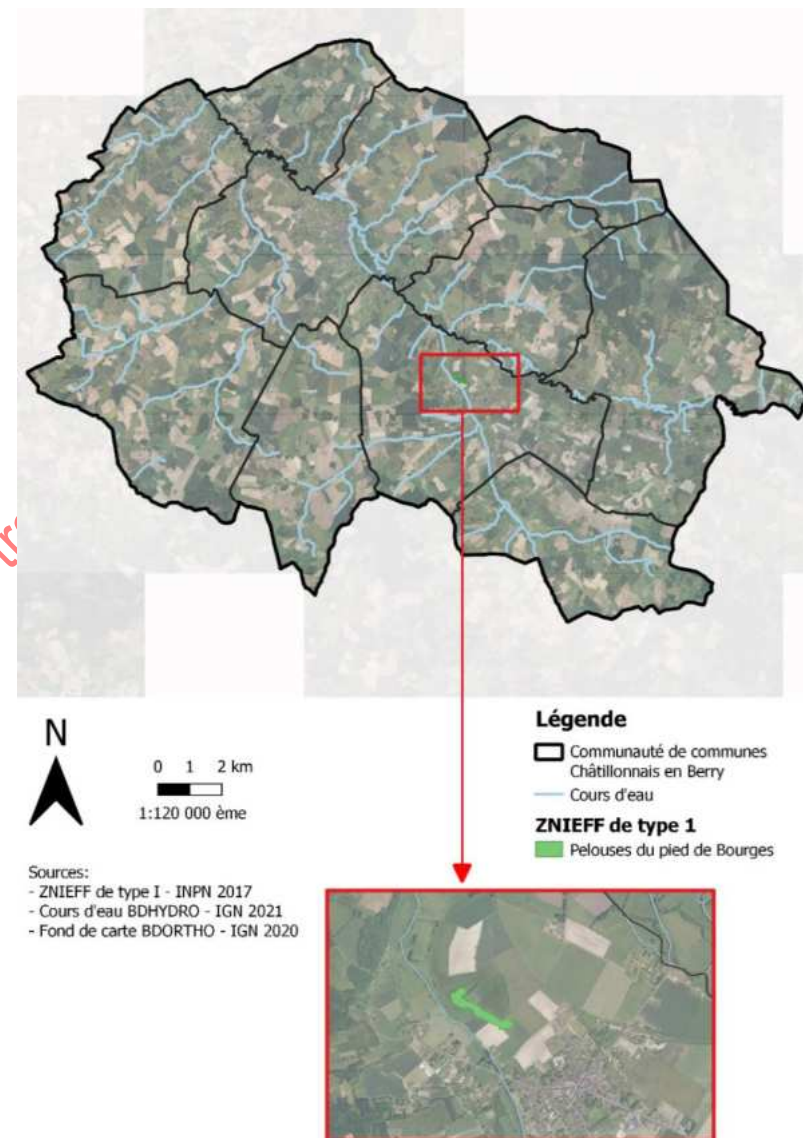 N
0 1 2 km
1:120 000 ème
Sources:
- ZNIEFF de type I - INPN 2017
- Cours d'eau BDHYDRO - IGN 2021
- Fond de carte BDORTHO - IGN 2020
Légende
Communauté de communes
Châtillonnais en Berry
Cours d'eau
ZNIEFF de type 1
Pelouses du pied de Bourges